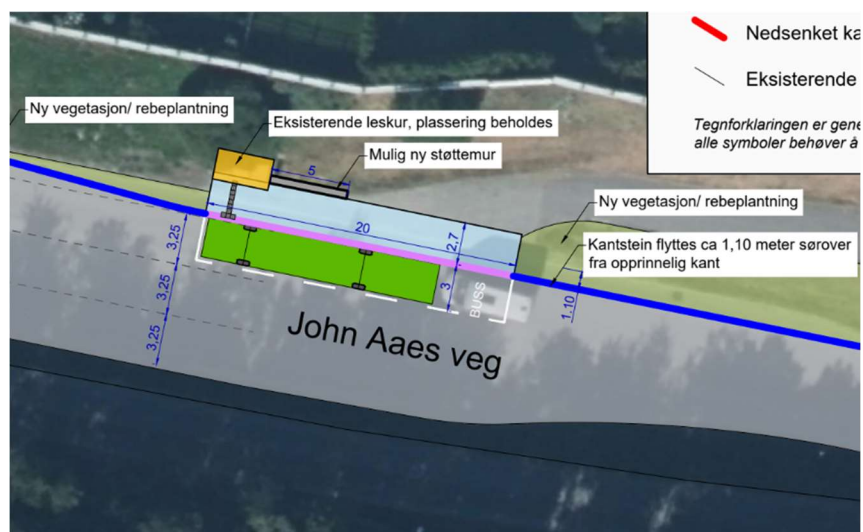 Nedsenket ka
Eksisterende
Tegnforklaringen er gene
alle symboler behøver å
Ny vegetasjon/ rebeplantning
Eksisterende leskur, plassering beholdes
5
Mulig ny støttemur
Ny vegetasjon/ rebeplantning
Kantstein flyttes ca 1,10 meter sørover
fra opprinnelig kant
20
2,7
3,25
3
BUSS
1,10
3,25
3,25
John Aaes veg